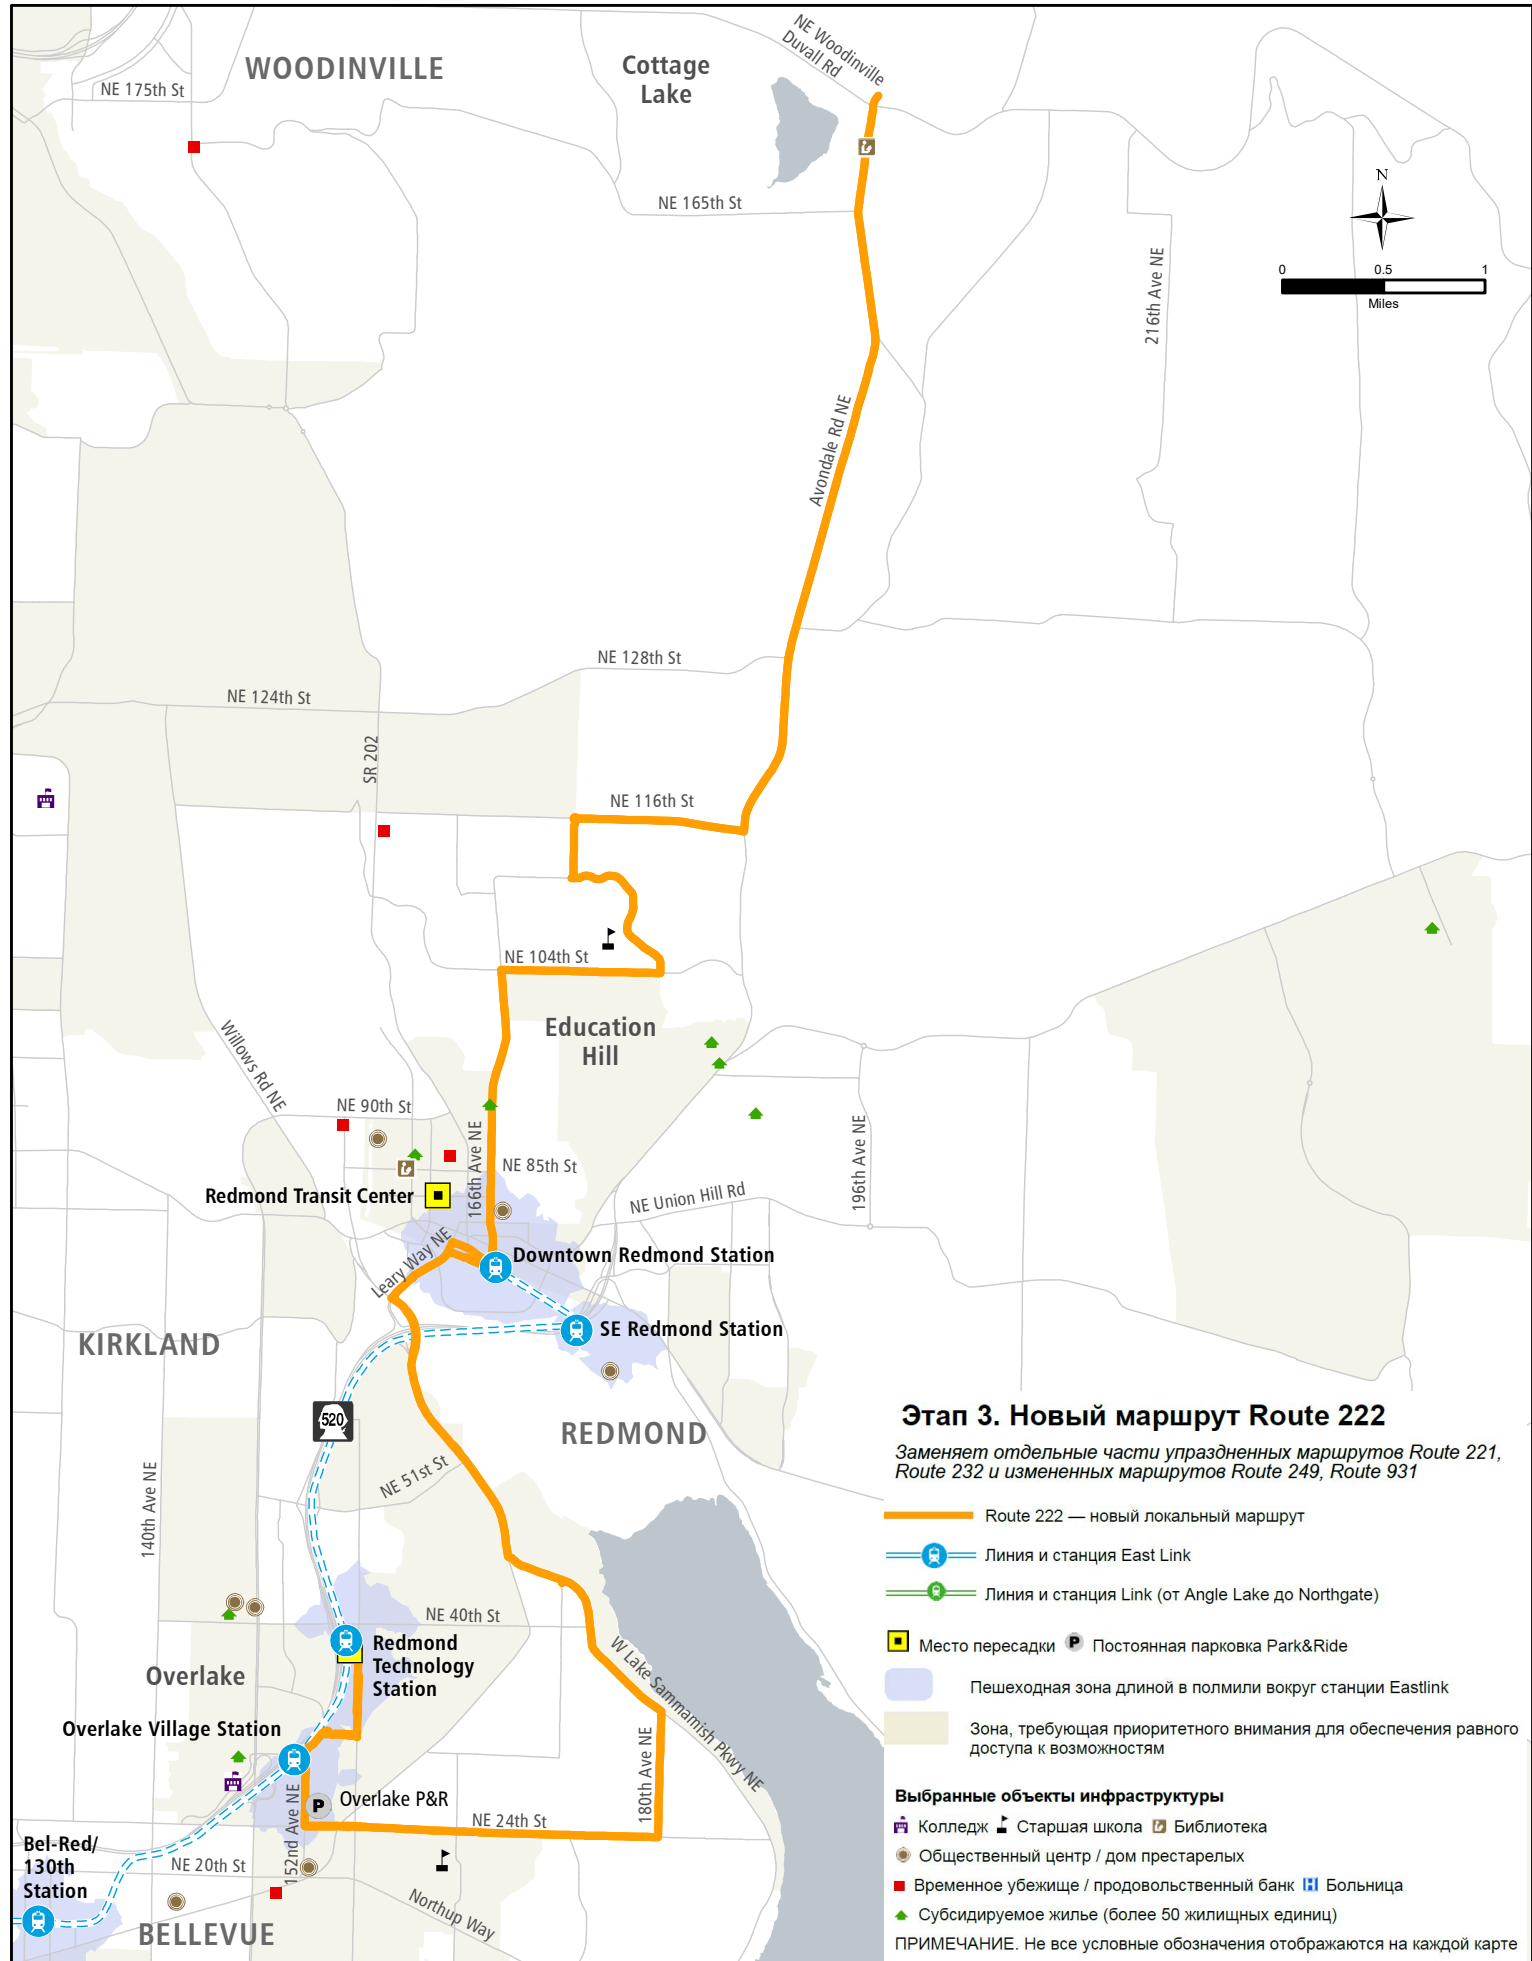 WOODINVILLE
Cottage
Lake
NE Woodinville
Duvall Rd
NE 175th St
NE 165th St
N
0 0.5 1
Miles
216th Ave NE
Avondale Rd NE
NE 128th St
NE 124th St
SR 202
NE 116th St
NE 104th St
Education
Hill
Willows Rd NE
NE 90th St
166th Ave NE
NE 85th St
196th Ave NE
Redmond Transit Center
NE Union Hill Rd
Leary Way NE
Downtown Redmond Station
SE Redmond Station
KIRKLAND
520
REDMOND
140th Ave NE
NE 51st St
NE 40th St
Redmond
Technology
Station
Overlake
W Lake Sammamish Pkwy NE
Overlake Village Station
180th Ave NE
P
Overlake P&R
152nd Ave NE
NE 24th St
Bel-Red/
130th
Station
NE 20th St
Northup Way
BELLEVUE
Этап 3. Новый маршрут Route 222
Заменяет отдельные части упраздненных маршрутов Route 221,
Route 232 и измененных маршрутов Route 249, Route 931
Route 222 — новый локальный маршрут
Линия и станция East Link
Линия и станция Link (от Angle Lake до Northgate)
Место пересадки P Постоянная парковка Park&Ride
Пешеходная зона длиной в полмили вокруг станции Eastlink
Зона, требующая приоритетного внимания для обеспечения равного
доступа к возможностям
Выбранные объекты инфраструктуры
Колледж Старшая школа Библиотека
Общественный центр / дом престарелых
Временное убежище / продовольственный банк H Больница
Субсидируемое жилье (более 50 жилищных единиц)
ПРИМЕЧАНИЕ. Не все условные обозначения отображаются на каждой карте